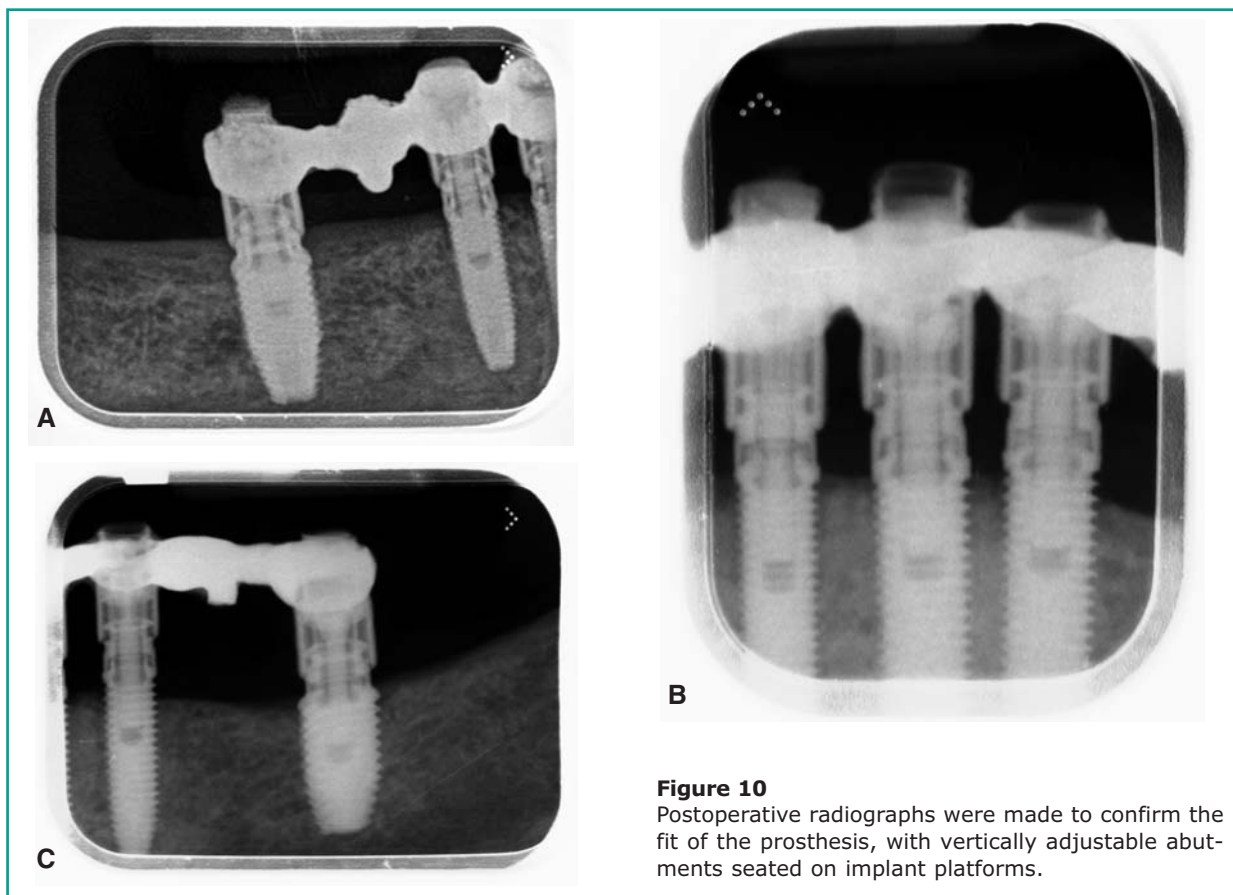 A
B
C
Figure 10
Postoperative radiographs were made to confirm the
fit of the prosthesis, with vertically adjustable abut-
ments seated on implant platforms.